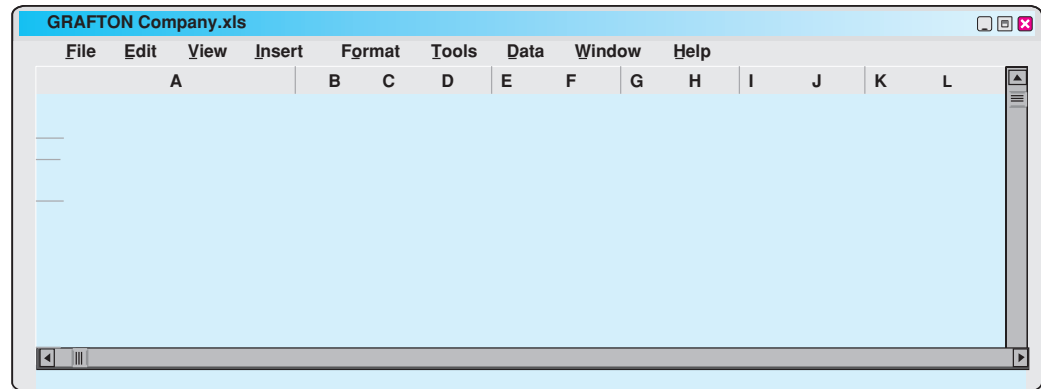 GRAFTON Company.xls
File Edit View Insert Format Tools Data Window Help
A B C D E F G H I J K L